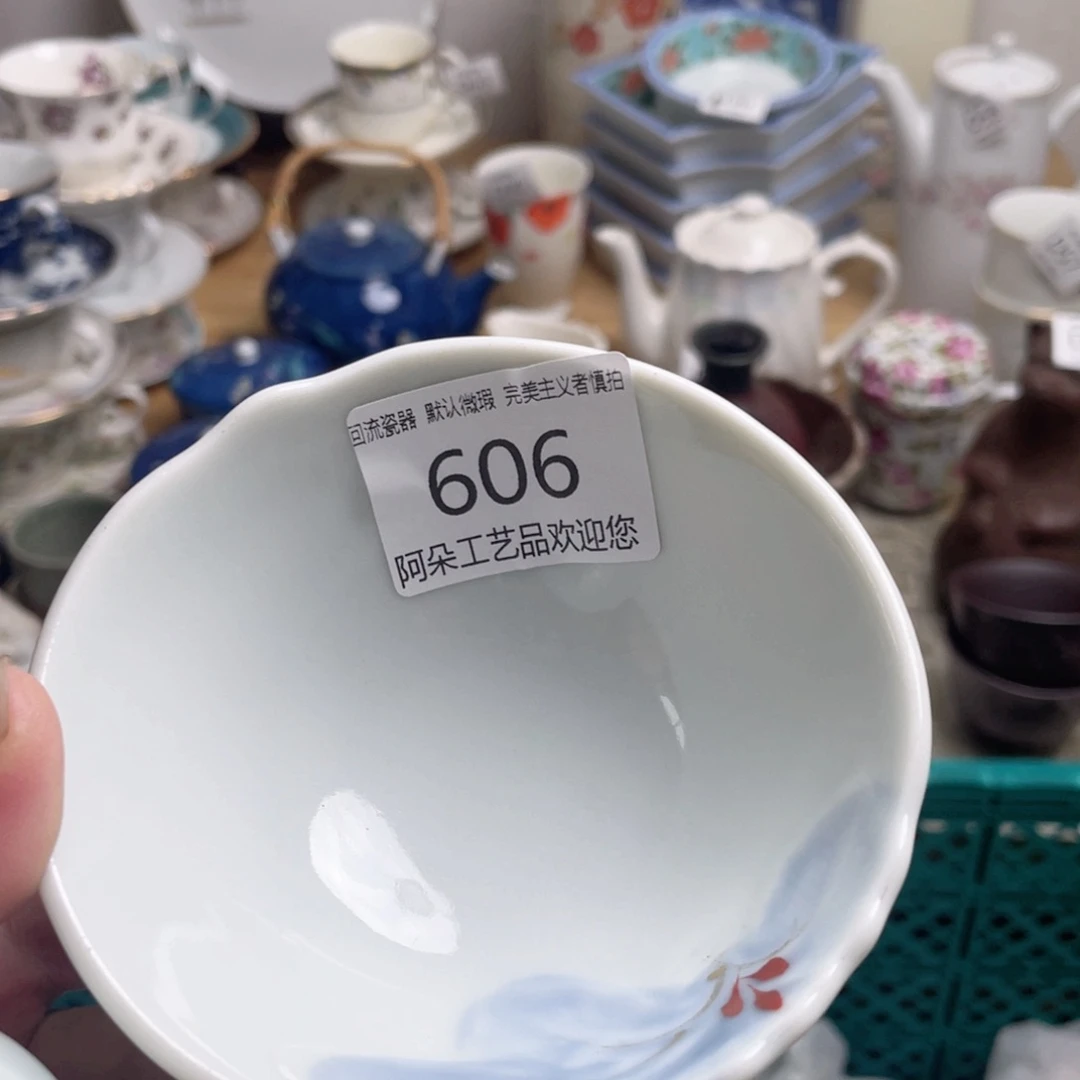 回流瓷器 默认微瑕 完美主义者慎拍
606
阿朵工艺品欢迎您